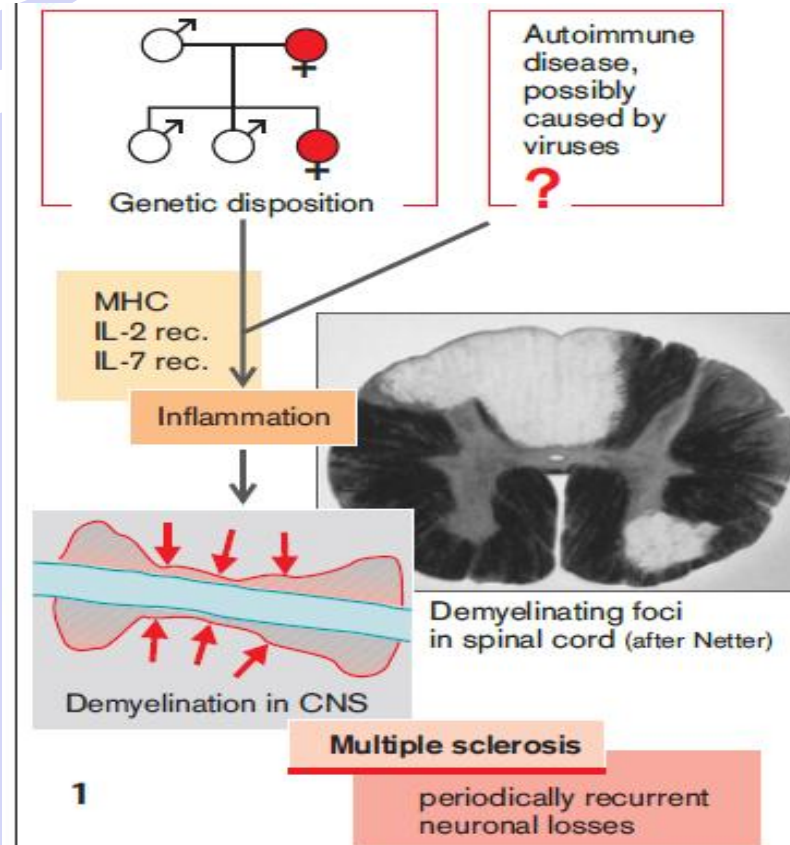 Genetic disposition
Autoimmune
disease,
possibly
caused by
viruses
?
MHC
IL-2 rec.
IL-7 rec.
Inflammation
Demyelinating foci
in spinal cord (after Netter)
Demyelination in CNS
Multiple sclerosis
1
periodically recurrent
neuronal losses